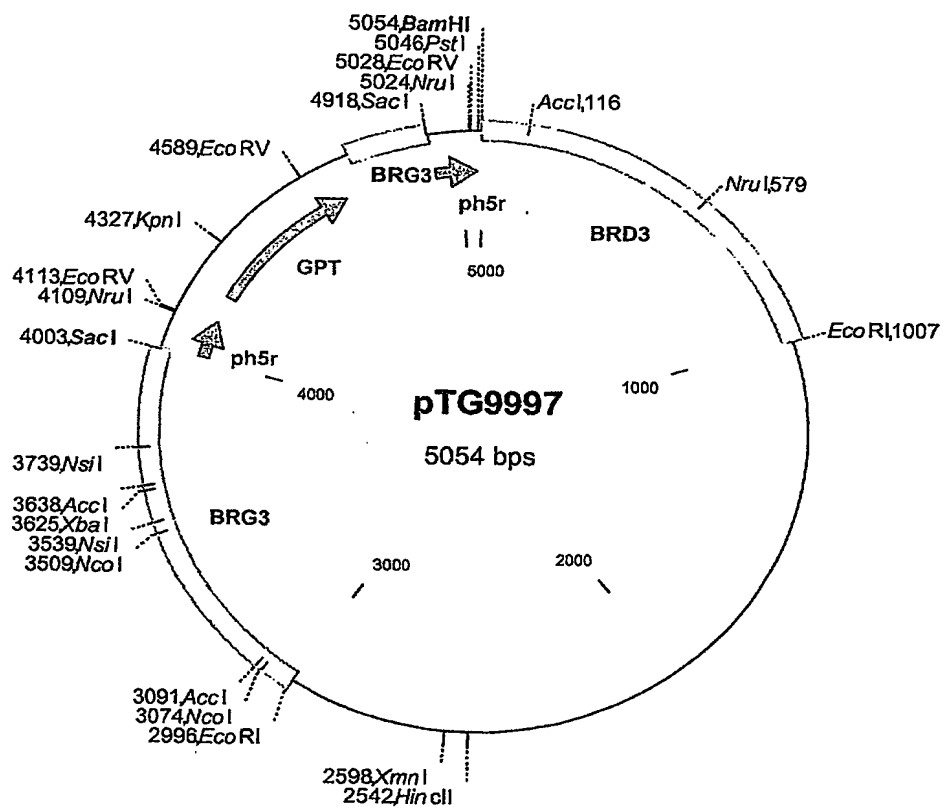 5054,BamHI
5046,PstI
5028,EcoRV
5024,NruI
4918,SacI
AccI,116
4589,EcoRV
BRG3
NruI,579
ph5r
4327,KpnI
BRD3
GPT
5000
4113,EcoRV
4109,NruI
4003,SacI
EcoRI,1007
ph5r
4000
1000
pTG9997
5054 bps
3739,NsiI
3638,AccI
3625,XbaI
3539,NsiI
3509,NcoI
BRG3
3000
2000
3091,AccI
3074,NcoI
2996,EcoRI
2598,XmnI
2542,HincII